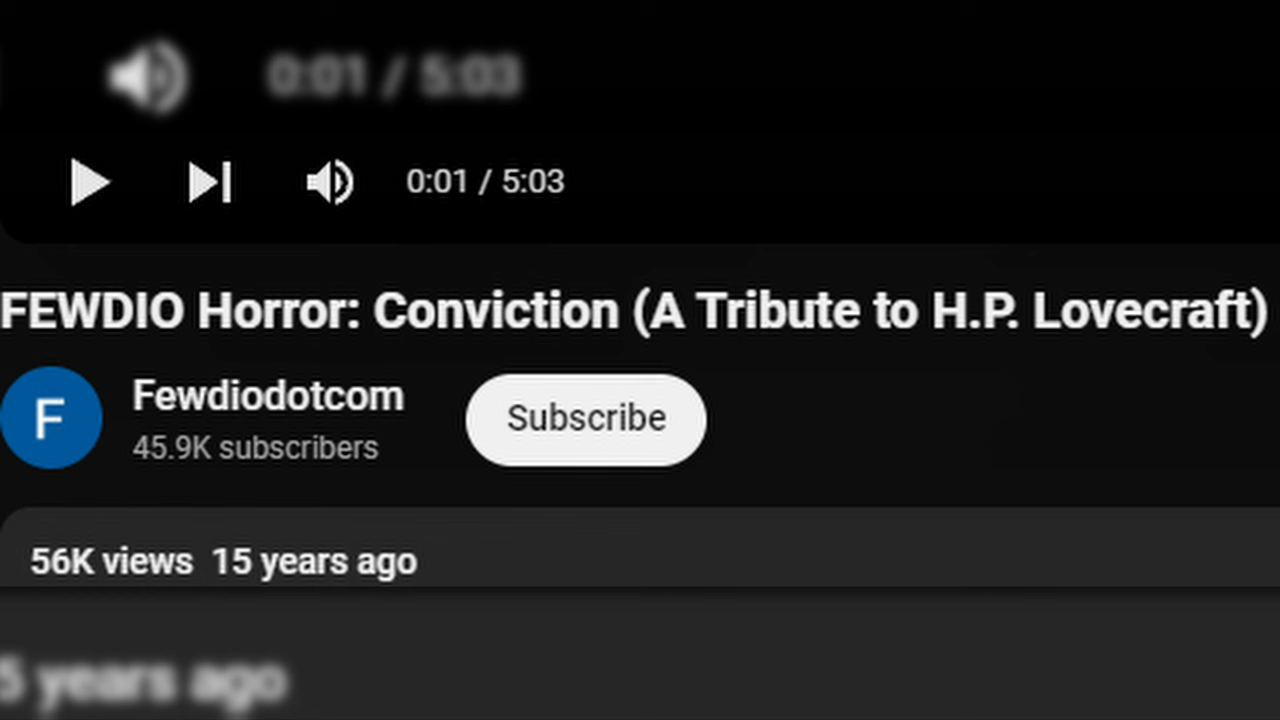 0:01 / 5:03
0:01 / 5:03
FEWDIO Horror: Conviction (A Tribute to H.P. Lovecraft)
F
Fewdiodotcom
45.9K subscribers
Subscribe
56K views 15 years ago
5 years ago